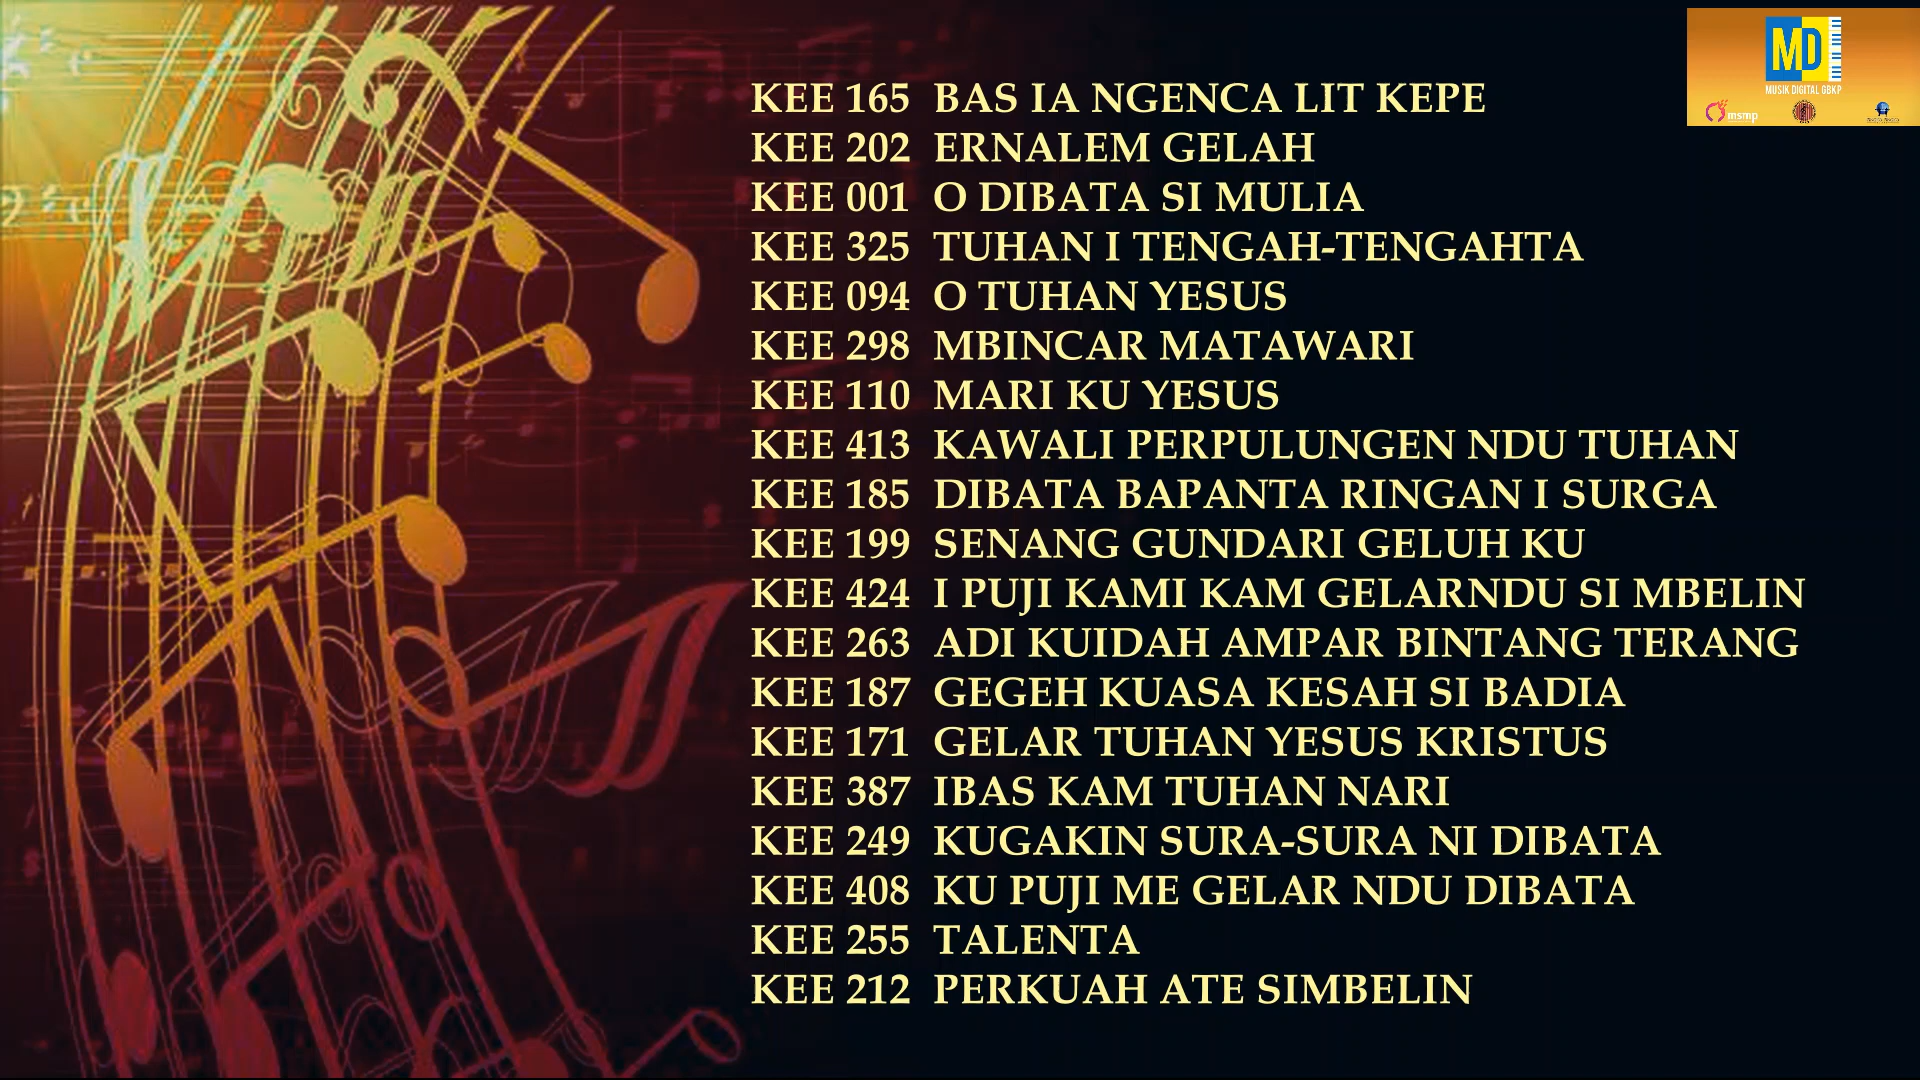 MD
MUSIK DIGITAL GBKP
msmp
KEE 165 BAS IA NGENCA LIT KEPE
KEE 202 ERNALEM GELAH
KEE 001 O DIBATA SI MULIA
KEE 325 TUHAN I TENGAH-TENGAHTA
KEE 094 O TUHAN YESUS
KEE 298 MBINCAR MATAWARI
KEE 110 MARI KU YESUS
KEE 413 KAWALI PERPULUNGEN NDU TUHAN
KEE 185 DIBATA BAPANTA RINGAN I SURGA
KEE 199 SENANG GUNDARI GELUH KU
KEE 424 I PUJI KAMI KAM GELARNDU SI MBELIN
KEE 263 ADI KUIDAH AMPAR BINTANG TERANG
KEE 187 GEGEH KUASA KESAH SI BADIA
KEE 171 GELAR TUHAN YESUS KRISTUS
KEE 387 IBAS KAM TUHAN NARI
KEE 249 KUGAKIN SURA-SURA NI DIBATA
KEE 408 KU PUJI ME GELAR NDU DIBATA
KEE 255 TALENTA
KEE 212 PERKUAH ATE SIMBELIN